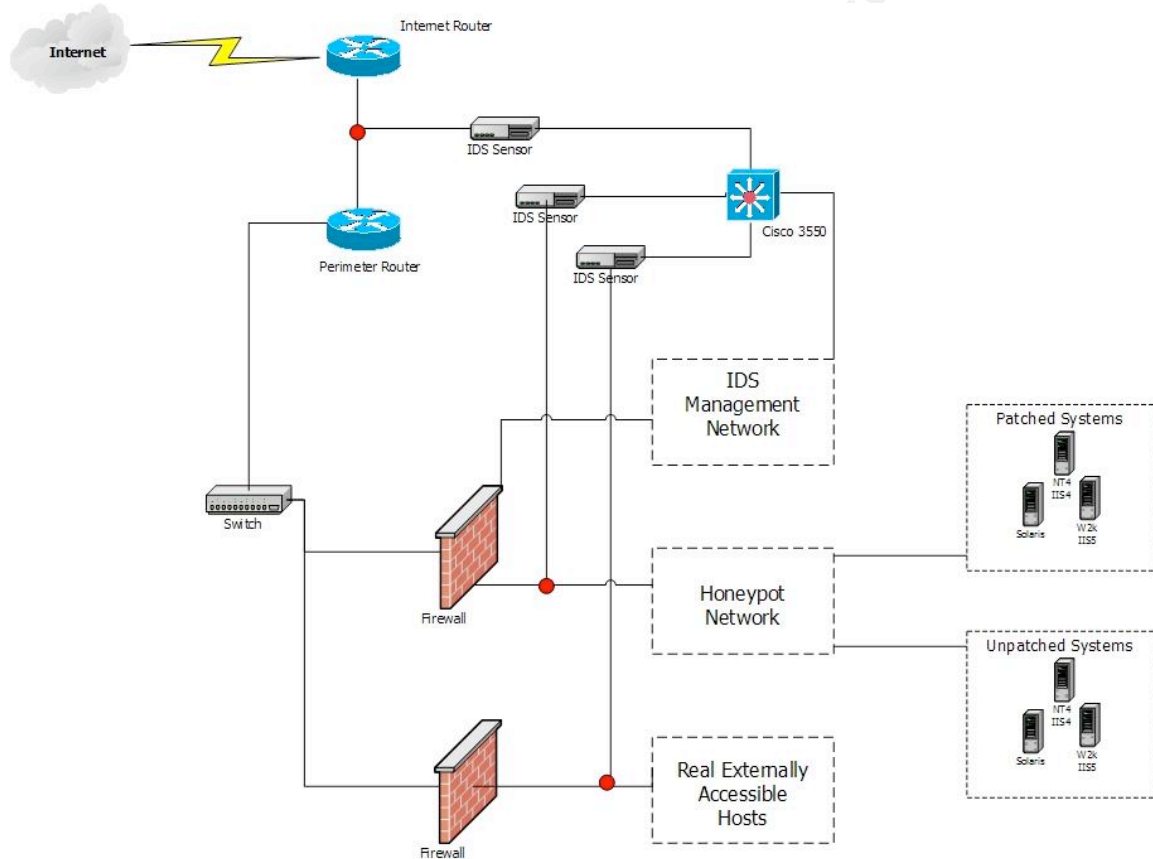 Internet Router
Internet
IDS Sensor
IDS Sensor
Cisco 3550
IDS Sensor
Perimeter Router
IDS
Management
Network
Patched Systems
NT4
IIS4
Solaris
W2k
IIS5
Switch
Firewall
Honeypot
Network
Unpatched Systems
NT4
IIS4
Solaris
W2k
IIS5
Real Externally
Accessible
Hosts
Firewall